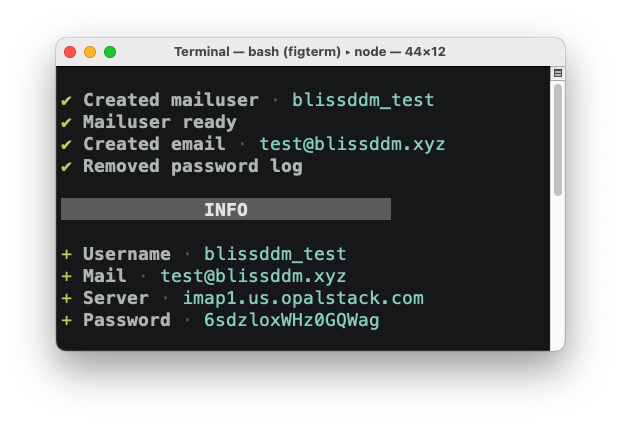 Terminal — bash (figterm) ▸ node — 44×12
✔ Created mailuser · blissddm_test
✔ Mailuser ready
✔ Created email · test@blissddm.xyz
✔ Removed password log
INFO
+ Username · blissddm_test
+ Mail · test@blissddm.xyz
+ Server · imap1.us.opalstack.com
+ Password · 6sdzloxWHz0GQWag